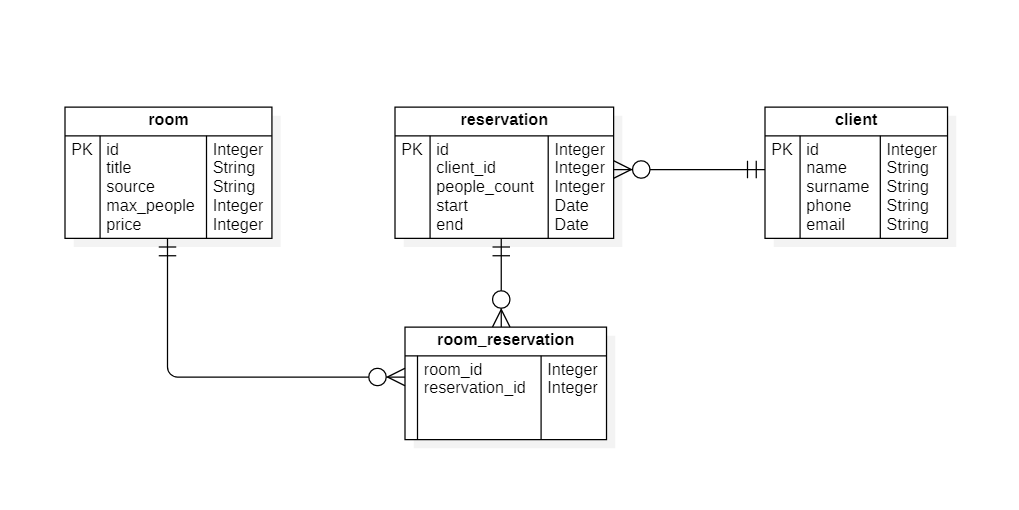 room
PK id Integer
title String
source String
max_people Integer
price Integer
reservation
PK id Integer
client_id Integer
people_count Integer
start Date
end Date
client
PK id Integer
name String
surname String
phone String
email String
room_reservation
room_id Integer
reservation_id Integer